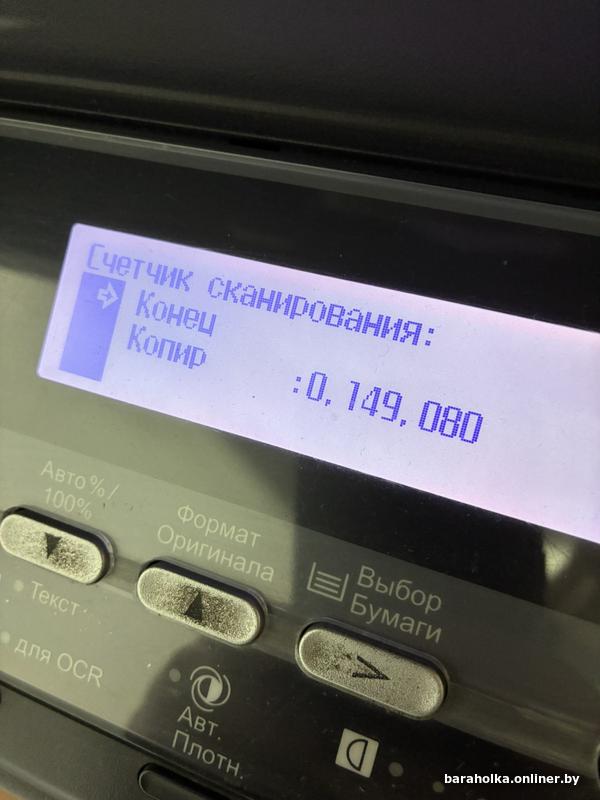 Счетчик сканирования:
Конец
Копир :0,149,080
Авто%/
100%
Формат
Оригинала
Выбор
Бумаги
Текст
для OCR
Авт.
Плотн.
baraholka.onliner.by